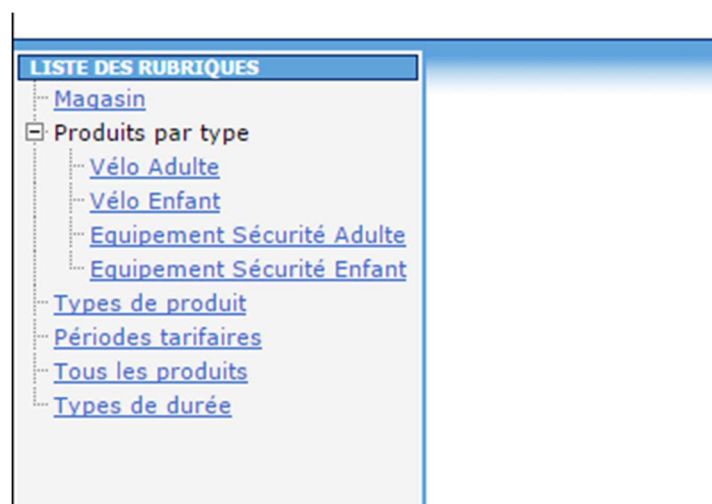 LISTE DES RUBRIQUES
Magasin
Produits par type
Vélo Adulte
Vélo Enfant
Equipement Sécurité Adulte
Equipement Sécurité Enfant
Types de produit
Périodes tarifaires
Tous les produits
Types de durée